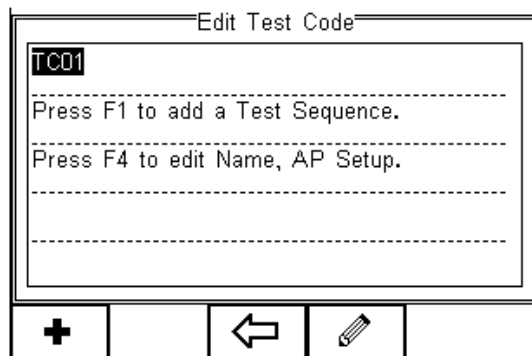 Edit Test Code
TC01
Press F1 to add a Test Sequence.
Press F4 to edit Name, AP Setup.